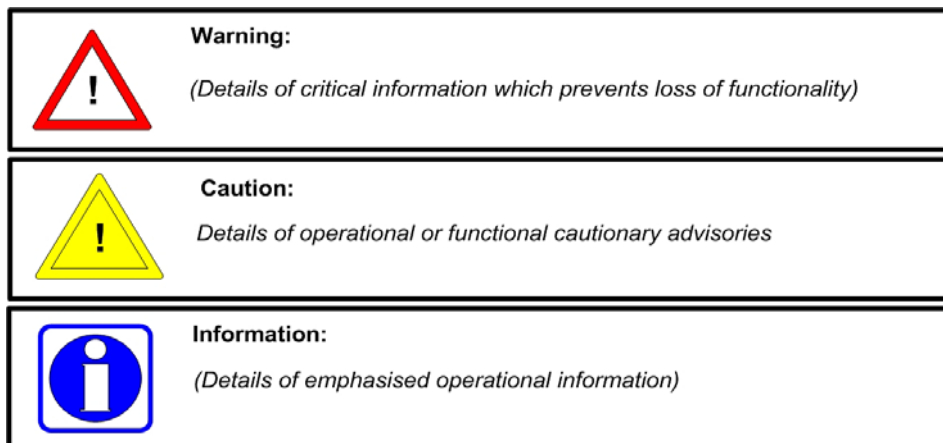 !
Warning:
(Details of critical information which prevents loss of functionality)
!
Caution:
Details of operational or functional cautionary advisories
i
Information:
(Details of emphasised operational information)